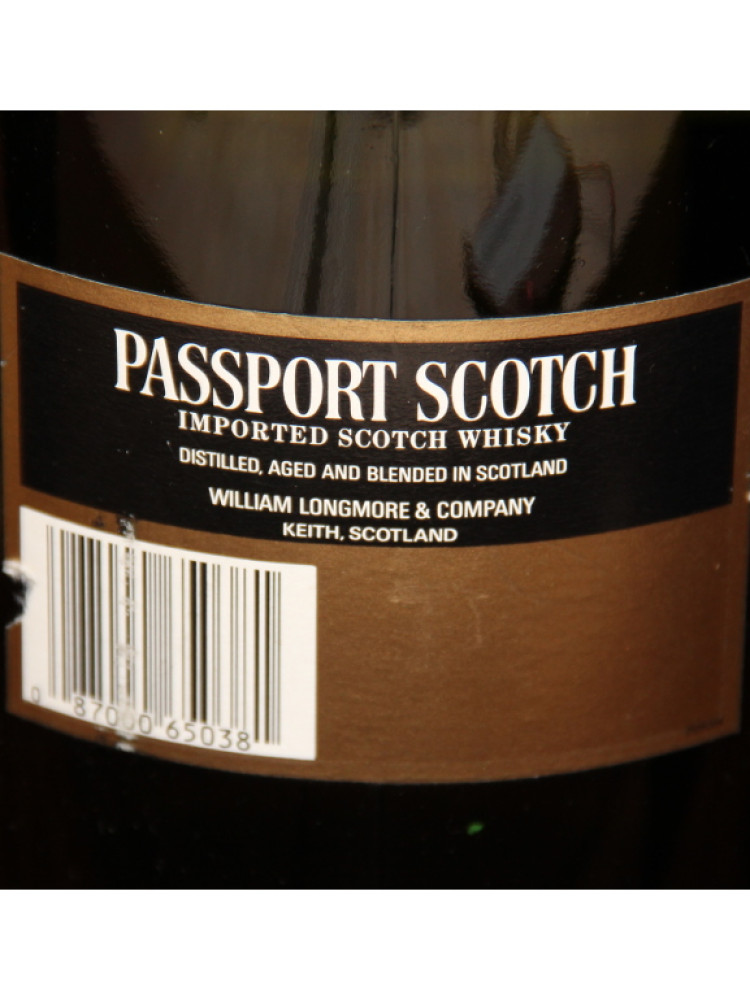 PASSPORT SCOTCH
IMPORTED SCOTCH WHISKY
DISTILLED, AGED AND BLENDED IN SCOTLAND
WILLIAM LONGMORE & COMPANY
KEITH, SCOTLAND
0 87000 65038